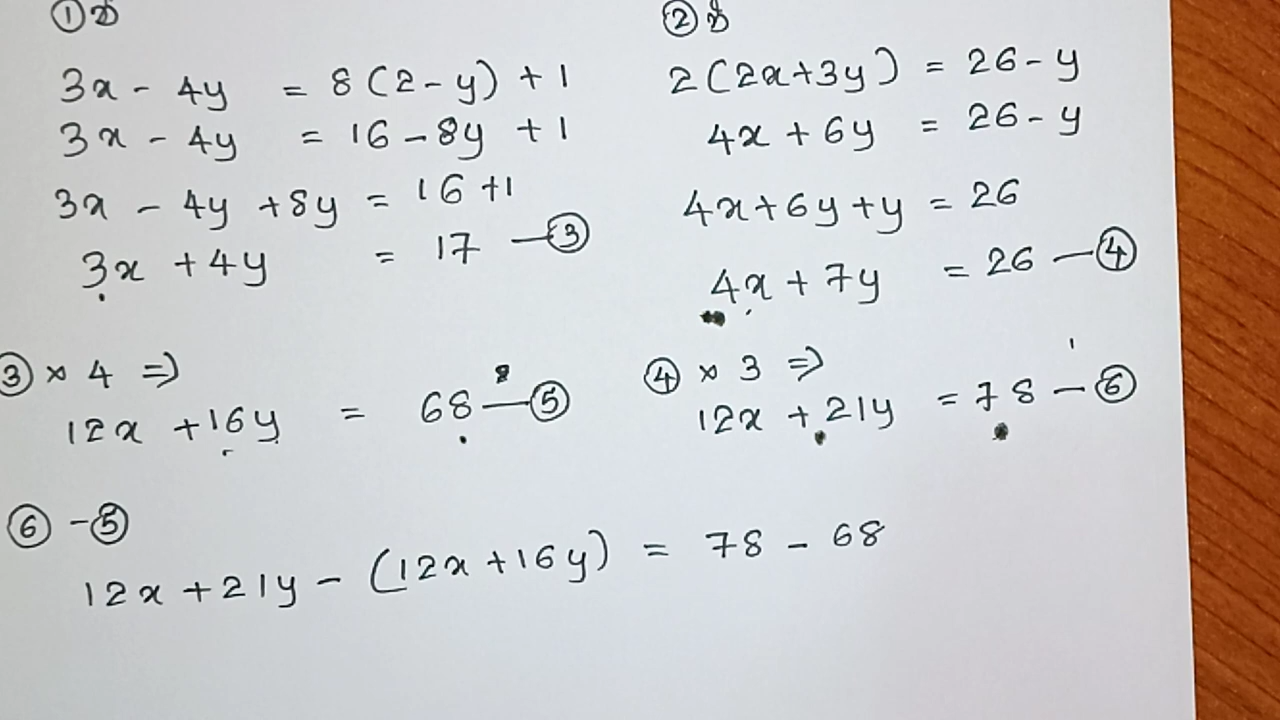 ① න්
3x - 4y = 8(2-y) + 1
3x - 4y = 16 - 8y + 1
3x - 4y + 8y = 16 + 1
3x + 4y = 17 — ③
② න්
2(2x+3y) = 26 - y
4x + 6y = 26 - y
4x + 6y + y = 26
4x + 7y = 26 — ④
③ × 4 ⇒
12x + 16y = 68 — ⑤
④ × 3 ⇒
12x + 21y = 78 — ⑥
⑥ - ⑤
12x + 21y - (12x + 16y) = 78 - 68